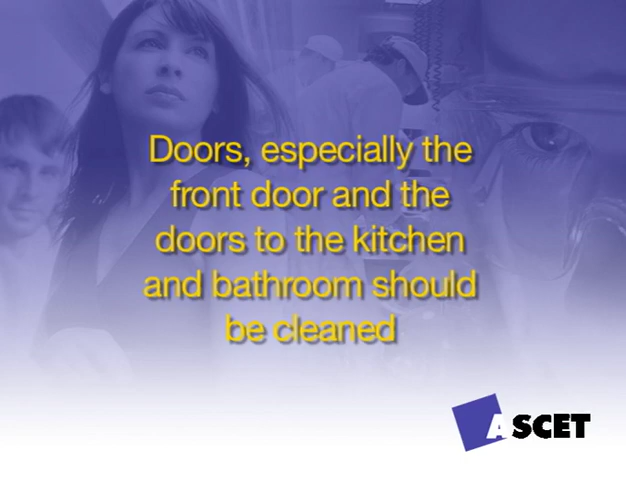 Doors, especially the
front door and the
doors to the kitchen
and bathroom should
be cleaned
ASCET